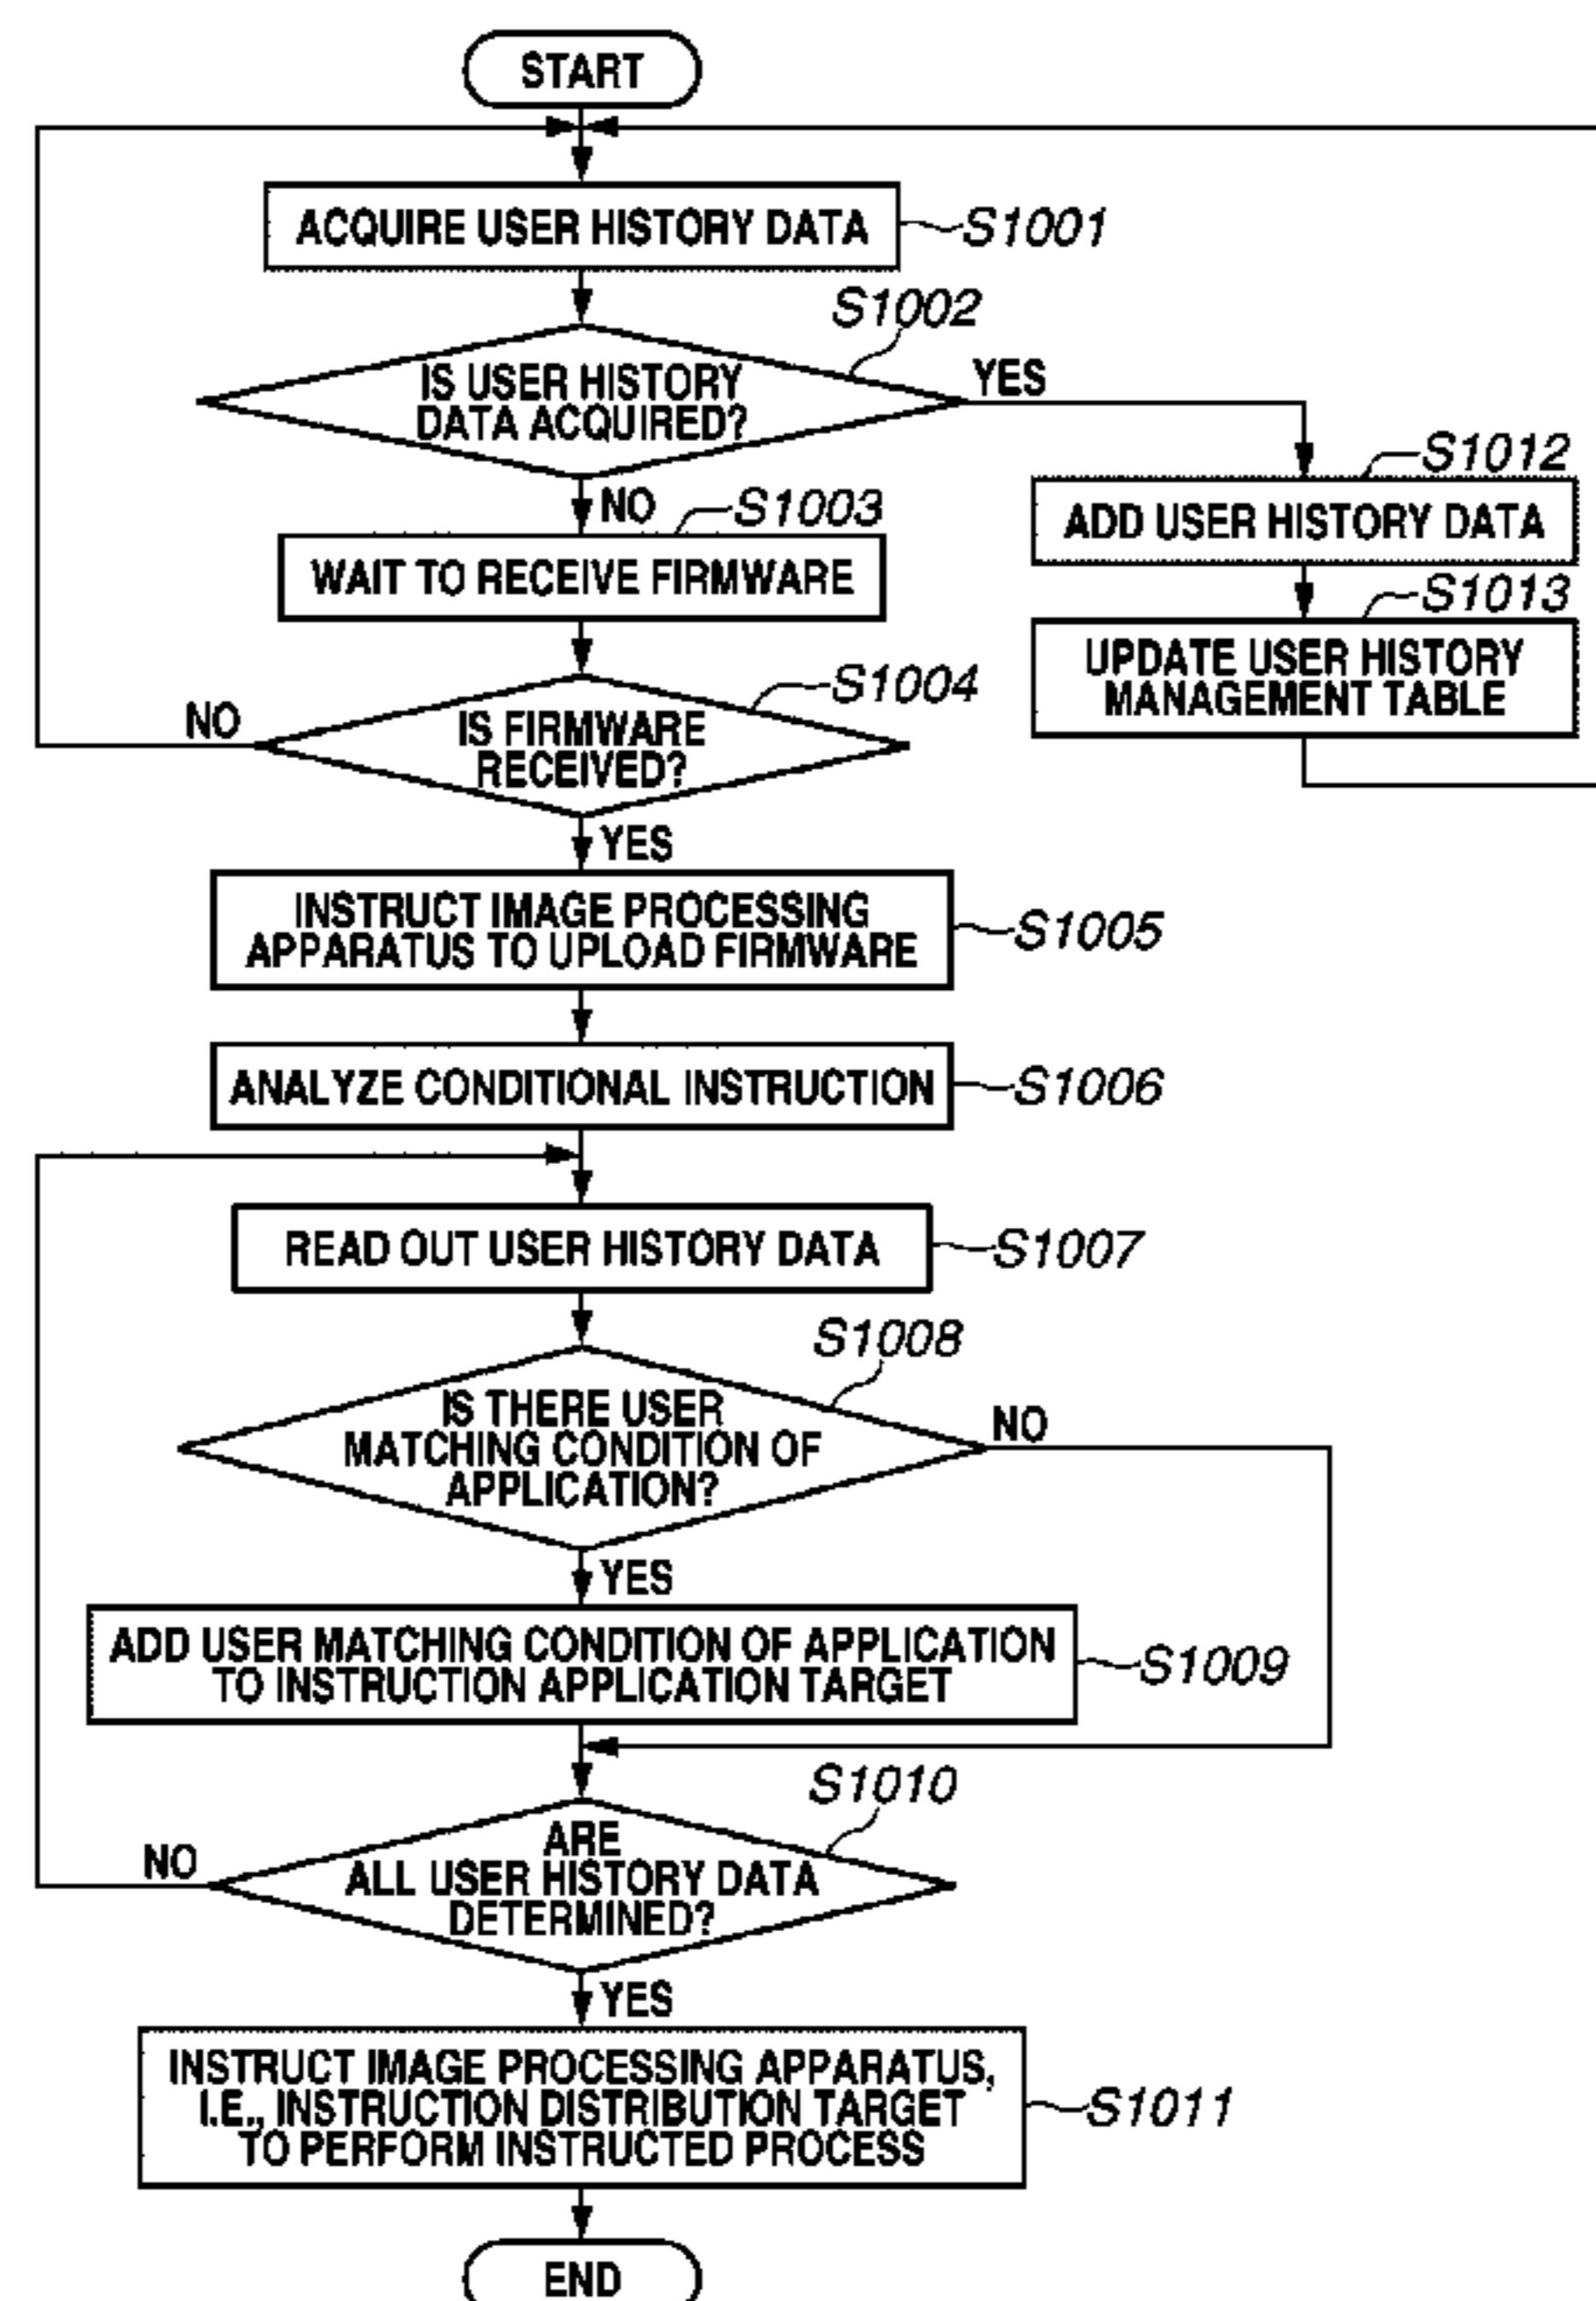 START
ACQUIRE USER HISTORY DATA
S1001
S1002
IS USER HISTORY
DATA ACQUIRED?
YES
NO
S1003
WAIT TO RECEIVE FIRMWARE
S1012
ADD USER HISTORY DATA
S1013
UPDATE USER HISTORY
MANAGEMENT TABLE
S1004
IS FIRMWARE
RECEIVED?
NO
YES
INSTRUCT IMAGE PROCESSING
APPARATUS TO UPLOAD FIRMWARE
S1005
ANALYZE CONDITIONAL INSTRUCTION
S1006
READ OUT USER HISTORY DATA
S1007
S1008
IS THERE USER
MATCHING CONDITION OF
APPLICATION?
NO
YES
ADD USER MATCHING CONDITION OF APPLICATION
TO INSTRUCTION APPLICATION TARGET
S1009
S1010
ARE
ALL USER HISTORY DATA
DETERMINED?
NO
YES
INSTRUCT IMAGE PROCESSING APPARATUS,
I.E., INSTRUCTION DISTRIBUTION TARGET
TO PERFORM INSTRUCTED PROCESS
S1011
END